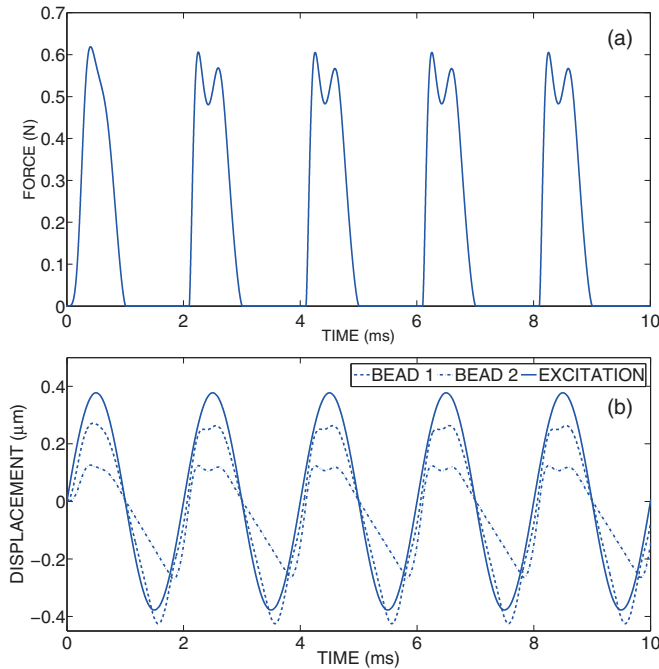 0.7
(a)
0.6
0.5
0.4
0.3
0.2
0.1
0
FORCE (N)
0 2 4 6 8 10
TIME (ms)
BEAD 1 BEAD 2 EXCITATION
0.4
(b)
0.2
0
−0.2
−0.4
DISPLACEMENT (µm)
0 2 4 6 8 10
TIME (ms)